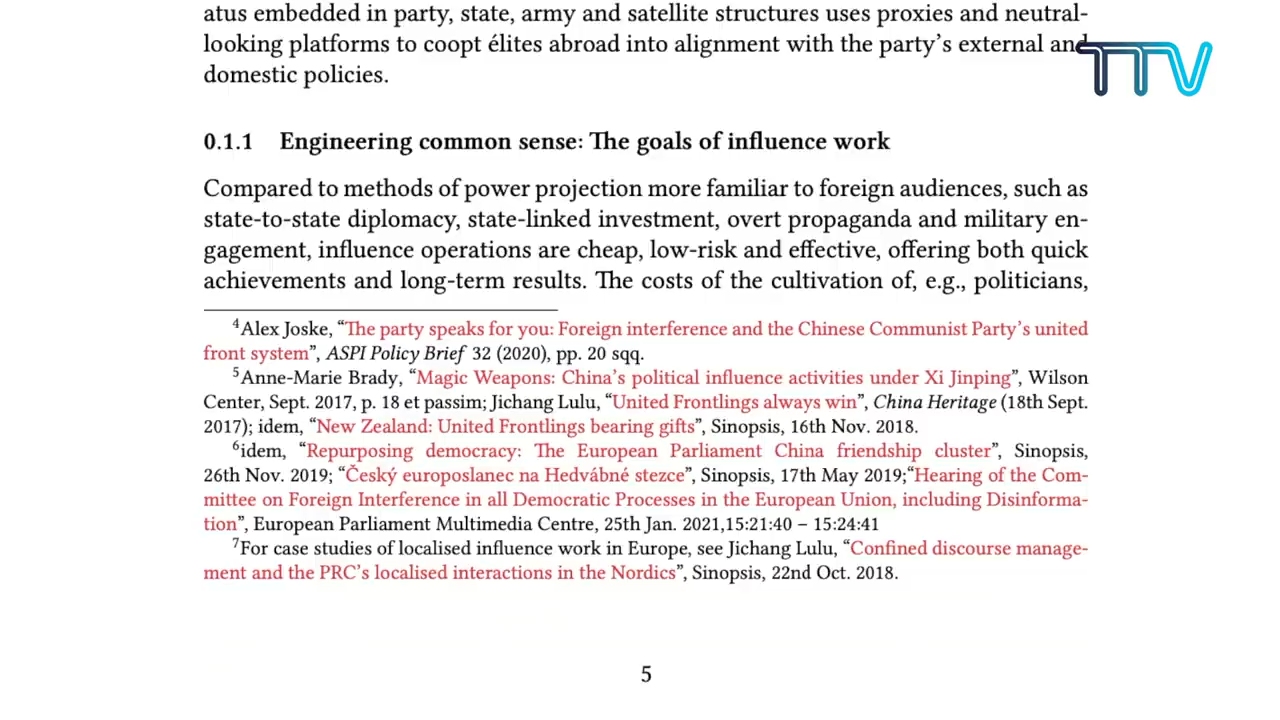 atus embedded in party, state, army and satellite structures uses proxies and neutral-
looking platforms to coopt élites abroad into alignment with the party's external and
domestic policies.
TTV
0.1.1 Engineering common sense: The goals of influence work
Compared to methods of power projection more familiar to foreign audiences, such as
state-to-state diplomacy, state-linked investment, overt propaganda and military en-
gagement, influence operations are cheap, low-risk and effective, offering both quick
achievements and long-term results. The costs of the cultivation of, e.g., politicians,
4Alex Joske, “The party speaks for you: Foreign interference and the Chinese Communist Party's united
front system”, ASPI Policy Brief 32 (2020), pp. 20 sqq.
5Anne-Marie Brady, “Magic Weapons: China's political influence activities under Xi Jinping”, Wilson
Center, Sept. 2017, p. 18 et passim; Jichang Lulu, “United Frontlings always win”, China Heritage (18th Sept.
2017); idem, “New Zealand: United Frontlings bearing gifts”, Sinopsis, 16th Nov. 2018.
6idem, “Repurposing democracy: The European Parliament China friendship cluster”, Sinopsis,
26th Nov. 2019; “Český europoslanec na Hedvábné stezce”, Sinopsis, 17th May 2019;“Hearing of the Com-
mittee on Foreign Interference in all Democratic Processes in the European Union, including Disinforma-
tion”, European Parliament Multimedia Centre, 25th Jan. 2021,15:21:40 – 15:24:41
7For case studies of localised influence work in Europe, see Jichang Lulu, “Confined discourse manage-
ment and the PRC's localised interactions in the Nordics”, Sinopsis, 22nd Oct. 2018.
5